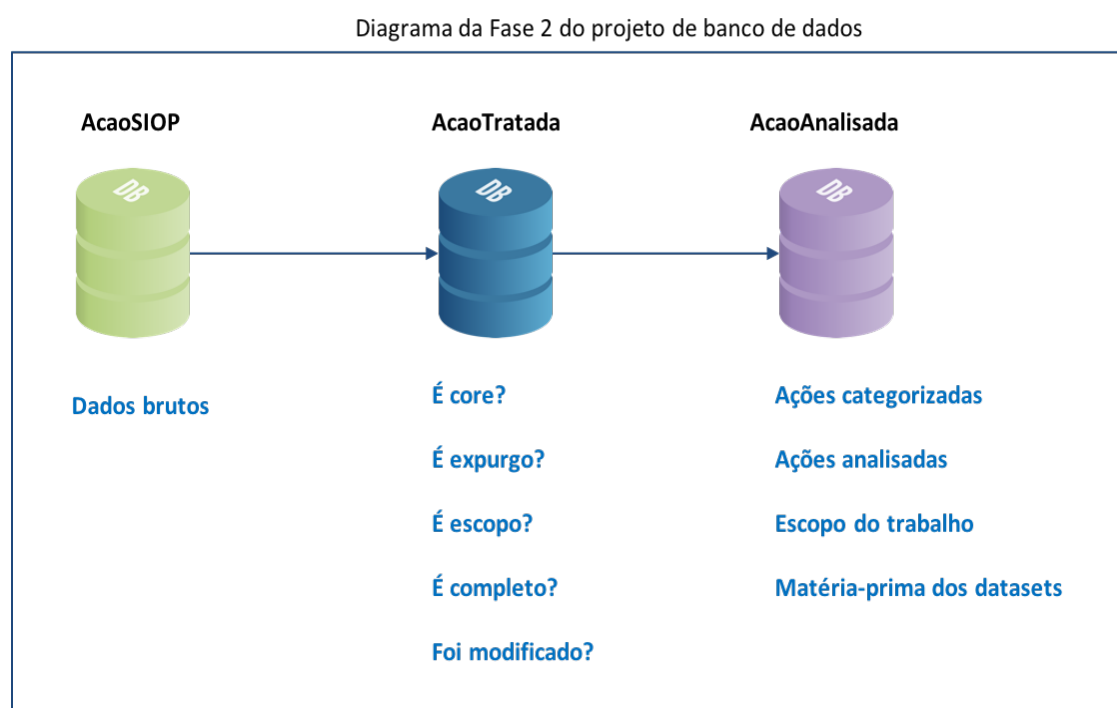 Diagrama da Fase 2 do projeto de banco de dados
AcaoSIOP
AcaoTratada
AcaoAnalisada
DB
DB
DB
Dados brutos
É core?
É expurgo?
É escopo?
É completo?
Foi modificado?
Ações categorizadas
Ações analisadas
Escopo do trabalho
Matéria-prima dos datasets